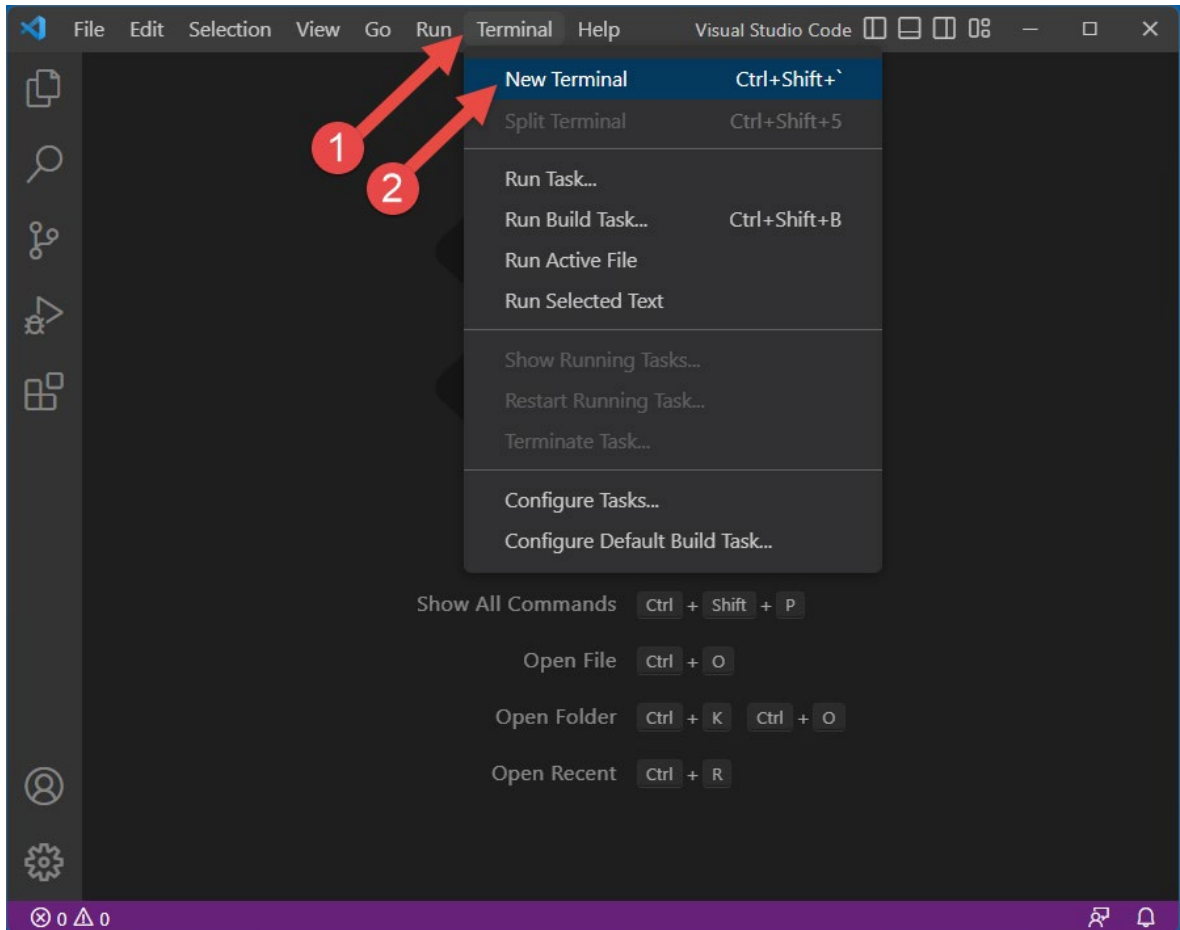 File Edit Selection View Go Run Terminal Help Visual Studio Code
1
2
New Terminal Ctrl+Shift+`
Split Terminal Ctrl+Shift+5
Run Task...
Run Build Task... Ctrl+Shift+B
Run Active File
Run Selected Text
Show Running Tasks...
Restart Running Task...
Terminate Task...
Configure Tasks...
Configure Default Build Task...
Show All Commands Ctrl + Shift + P
Open File Ctrl + O
Open Folder Ctrl + K Ctrl + O
Open Recent Ctrl + R
0 0